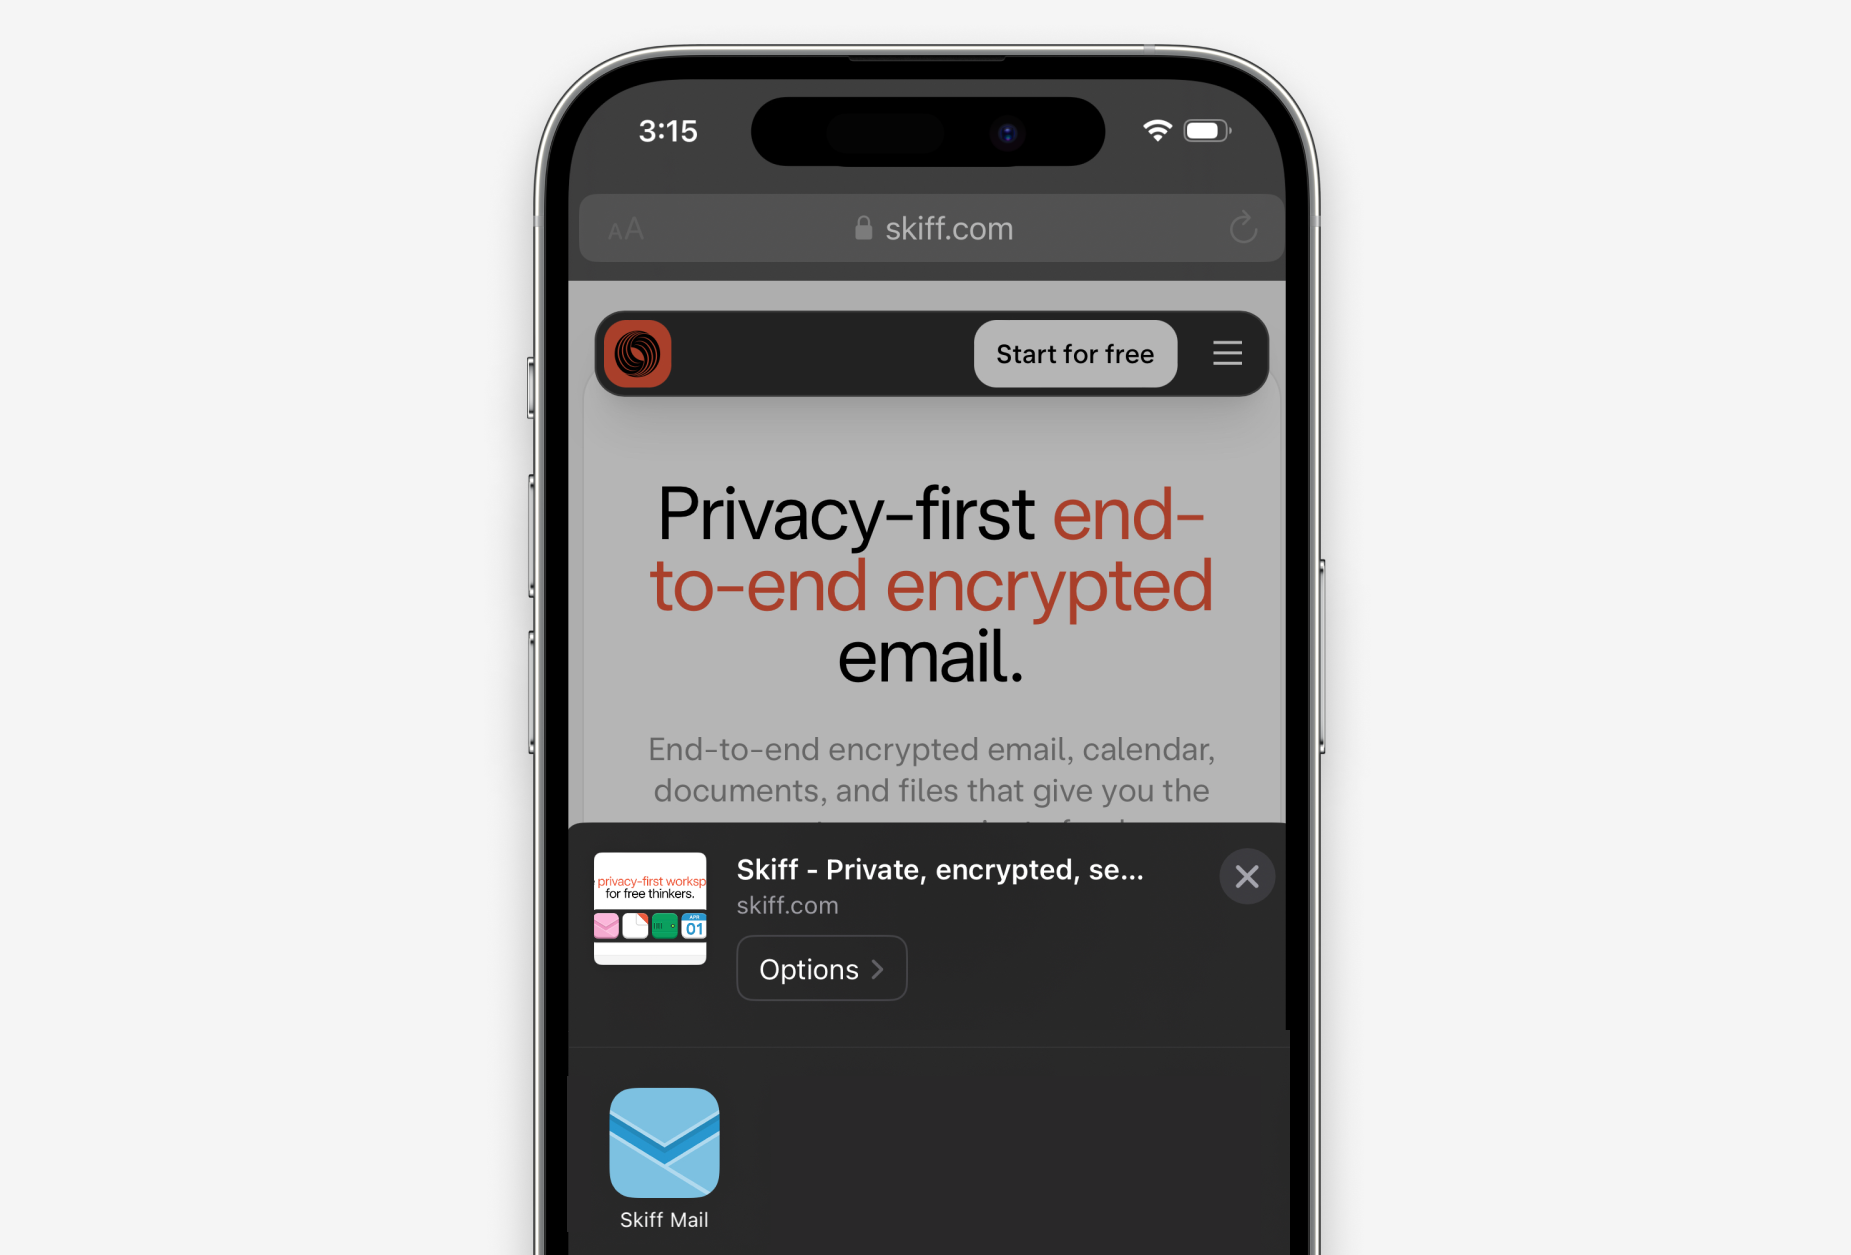 3:15
AA
skiff.com
Start for free
Privacy-first end-
to-end encrypted
email.
End-to-end encrypted email, calendar,
documents, and files that give you the
privacy-first worksp
for free thinkers.
APR
01
Skiff - Private, encrypted, se...
skiff.com
Options
Skiff Mail